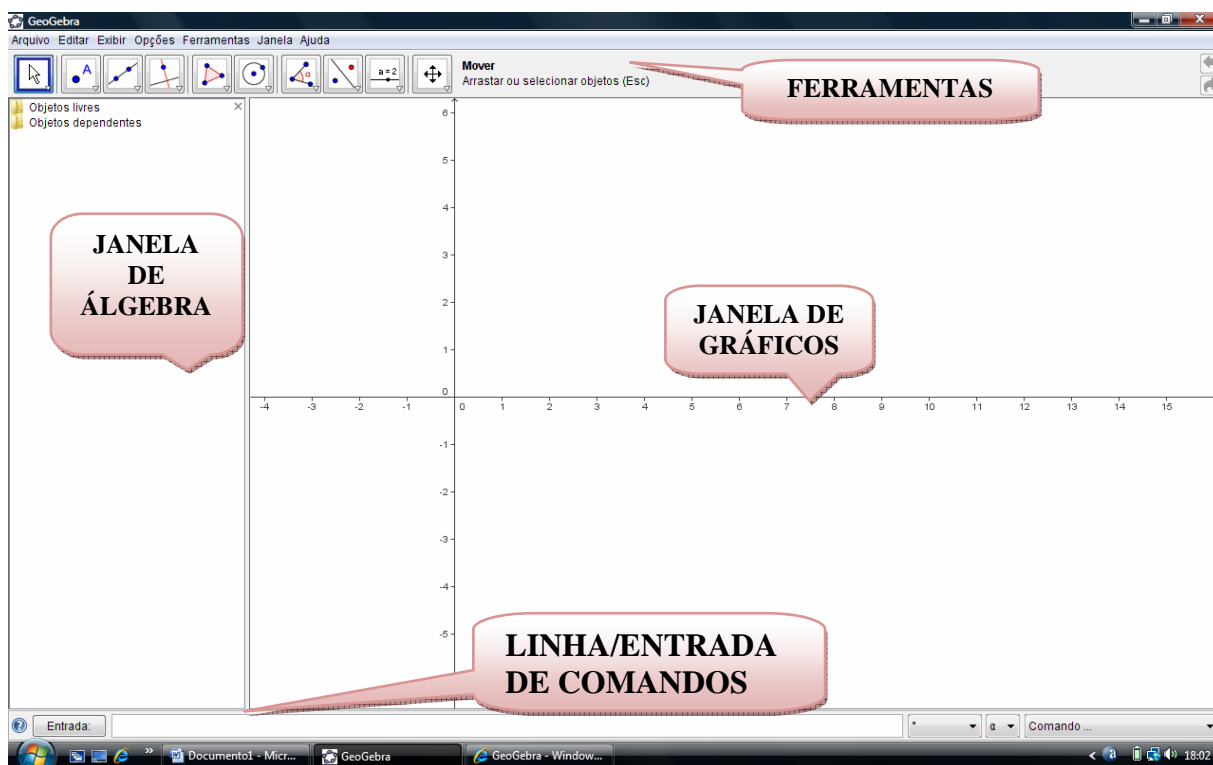 GeoGebra
Arquivo Editar Exibir Opções Ferramentas Janela Ajuda
A
α
a = 2
Mover
Arrastar ou selecionar objetos (Esc)
FERRAMENTAS
Objetos livres
Objetos dependentes
JANELA
DE
ÁLGEBRA
JANELA DE
GRÁFICOS
6
5
4
3
2
1
0
-4 -3 -2 -1 0 1 2 3 4 5 6 7 8 9 10 11 12 13 14 15
-1
-2
-3
-4
-5
LINHA/ENTRADA
DE COMANDOS
Entrada:
α
Comando ...
Documento1 - Micr...
GeoGebra
GeoGebra - Window...
18:02